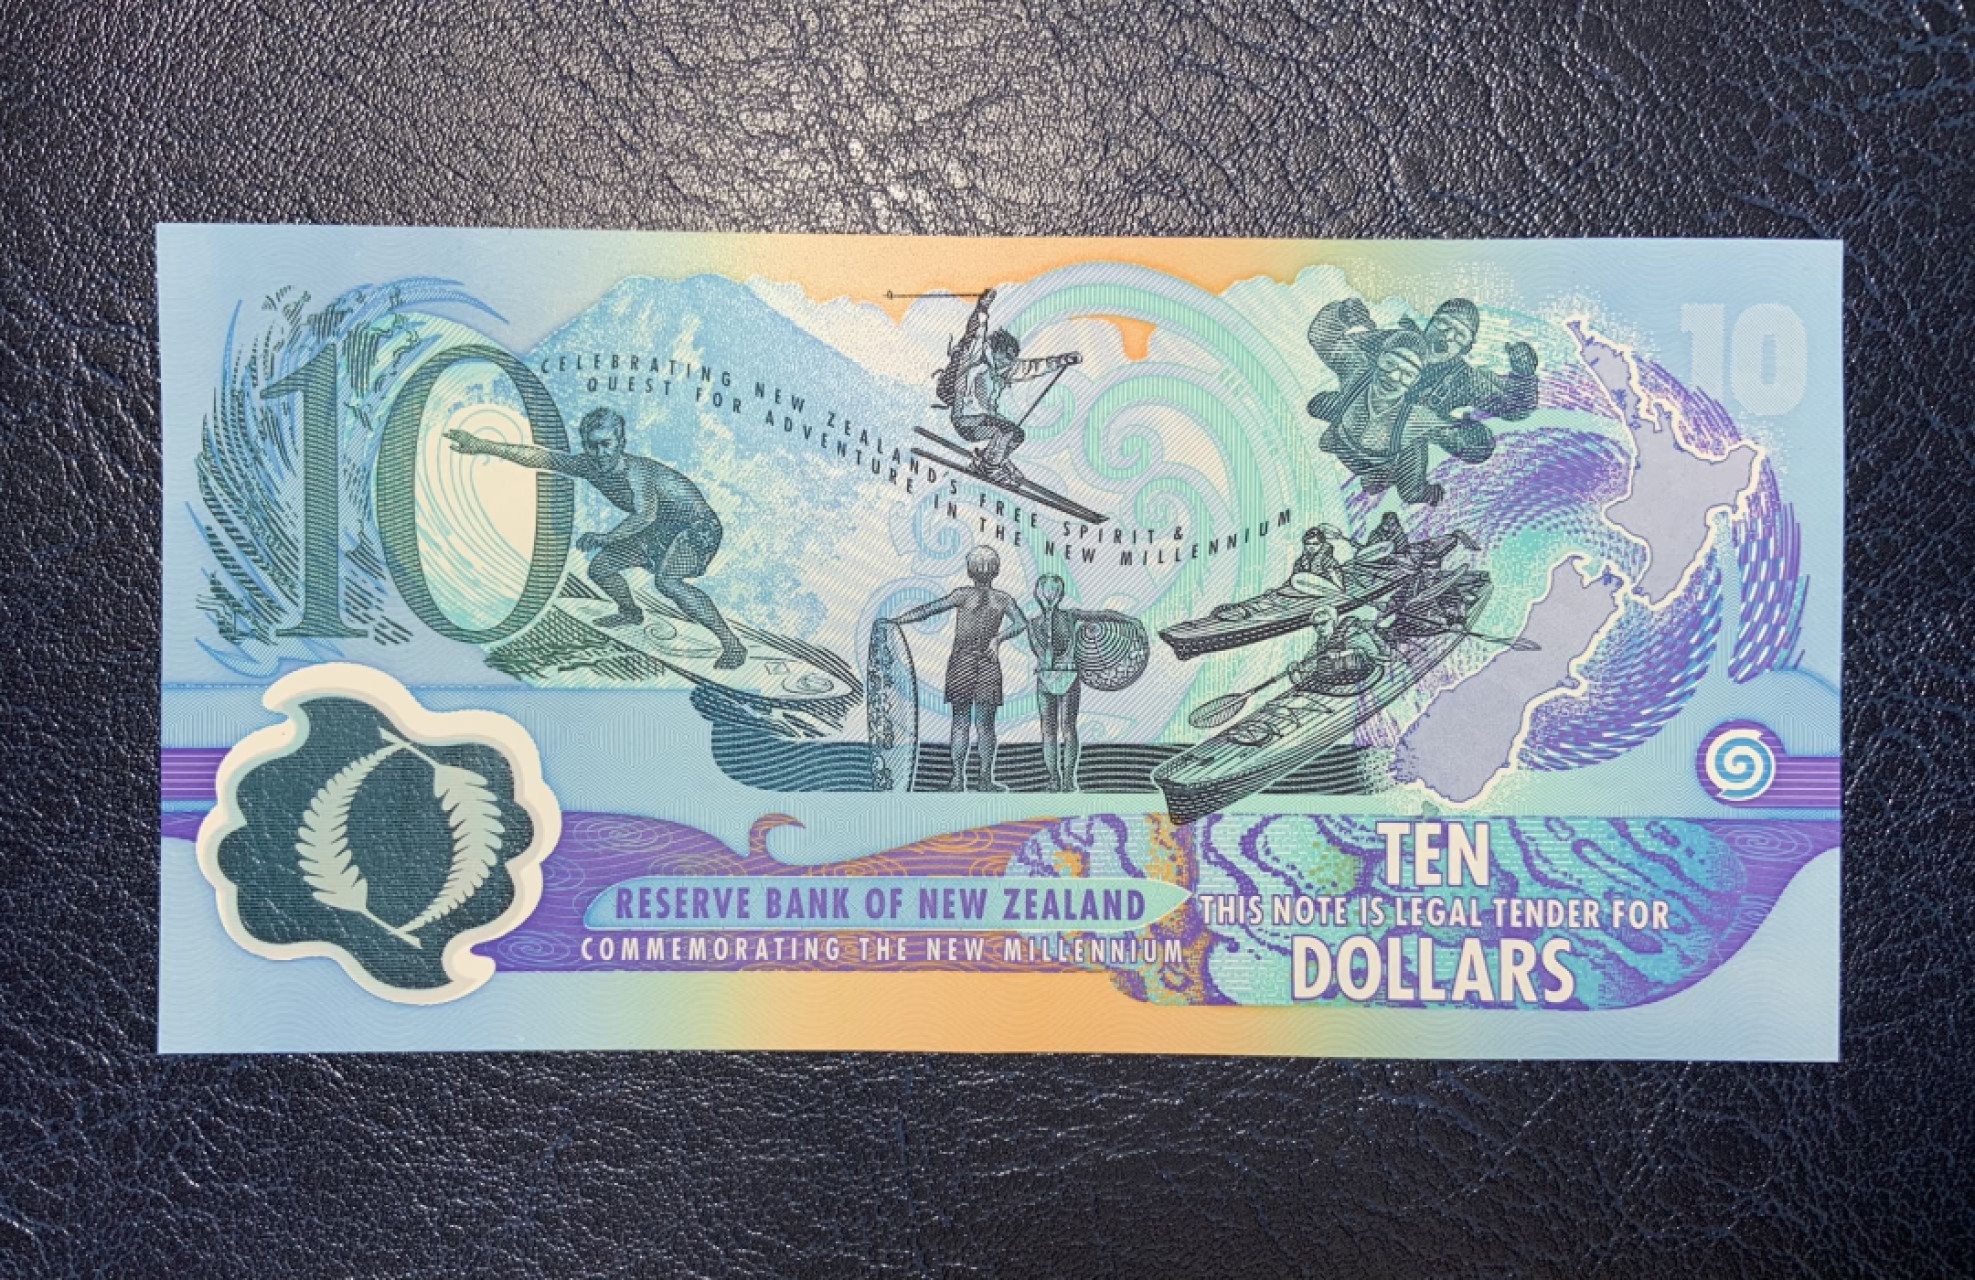 10
10
CELEBRATING NEW ZEALAND'S FREE SPIRIT &
QUEST FOR ADVENTURE IN THE NEW MILLENNIUM
RESERVE BANK OF NEW ZEALAND
COMMEMORATING THE NEW MILLENNIUM
TEN
THIS NOTE IS LEGAL TENDER FOR
DOLLARS